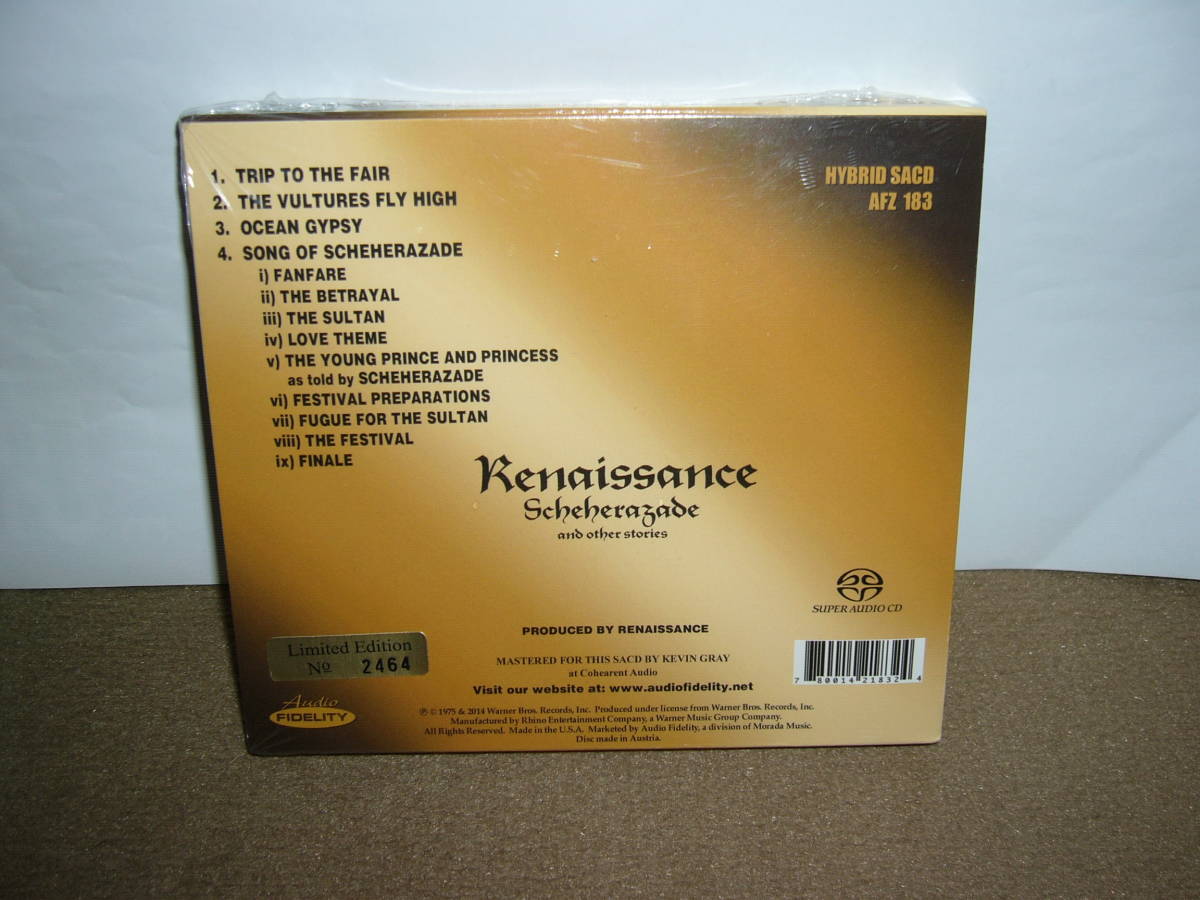 1. TRIP TO THE FAIR
2. THE VULTURES FLY HIGH
3. OCEAN GYPSY
4. SONG OF SCHEHERAZADE
i) FANFARE
ii) THE BETRAYAL
iii) THE SULTAN
iv) LOVE THEME
v) THE YOUNG PRINCE AND PRINCESS
as told by SCHEHERAZADE
vi) FESTIVAL PREPARATIONS
vii) FUGUE FOR THE SULTAN
viii) THE FESTIVAL
ix) FINALE
HYBRID SACD
AFZ 183
Renaissance
Scheherazade
and other stories
SUPER AUDIO CD
PRODUCED BY RENAISSANCE
Limited Edition
No 2464
MASTERED FOR THIS SACD BY KEVIN GRAY
at Cohearent Audio
Visit our website at: www.audiofidelity.net
7 80014 21832 4
Audio
FIDELITY
℗ © 1975 & 2014 Warner Bros. Records, Inc. Produced under license from Warner Bros. Records, Inc.
Manufactured by Rhino Entertainment Company, a Warner Music Group Company.
All Rights Reserved. Made in the U.S.A. Marketed by Audio Fidelity, a division of Morada Music.
Disc made in Austria.